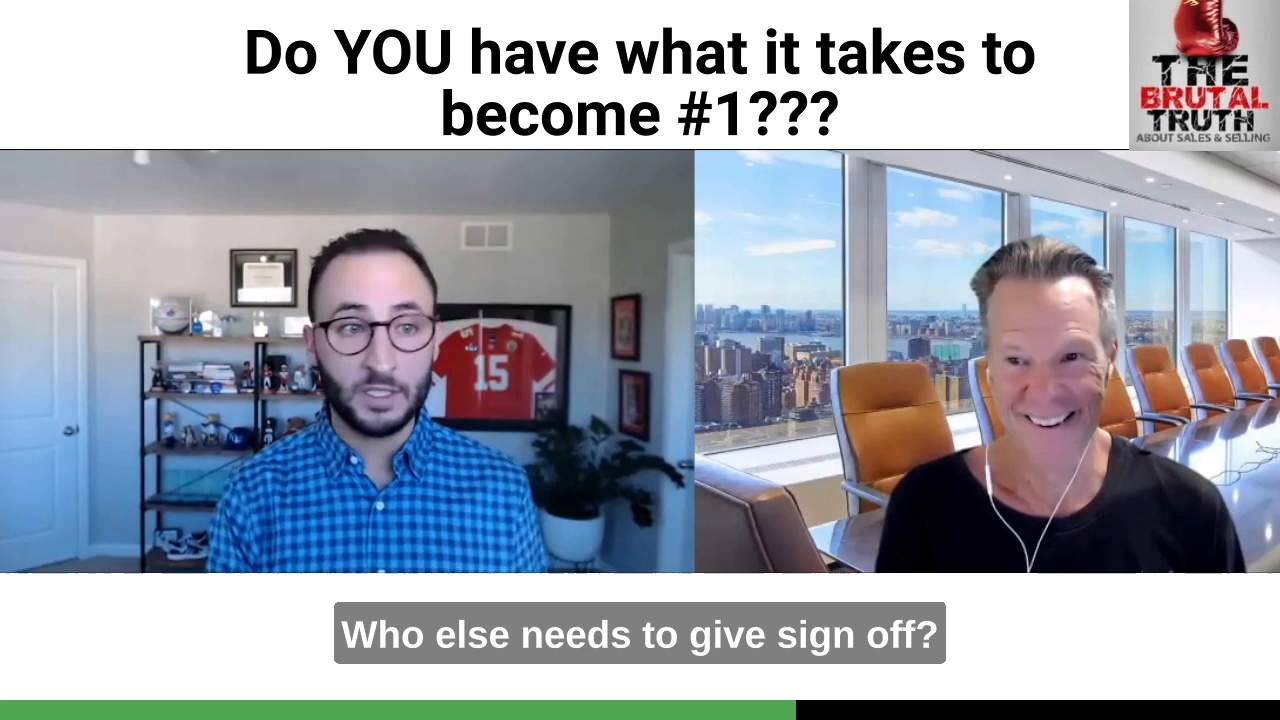 Do YOU have what it takes to
become #1???
THE
BRUTAL
TRUTH
ABOUT SALES & SELLING
15
Who else needs to give sign off?